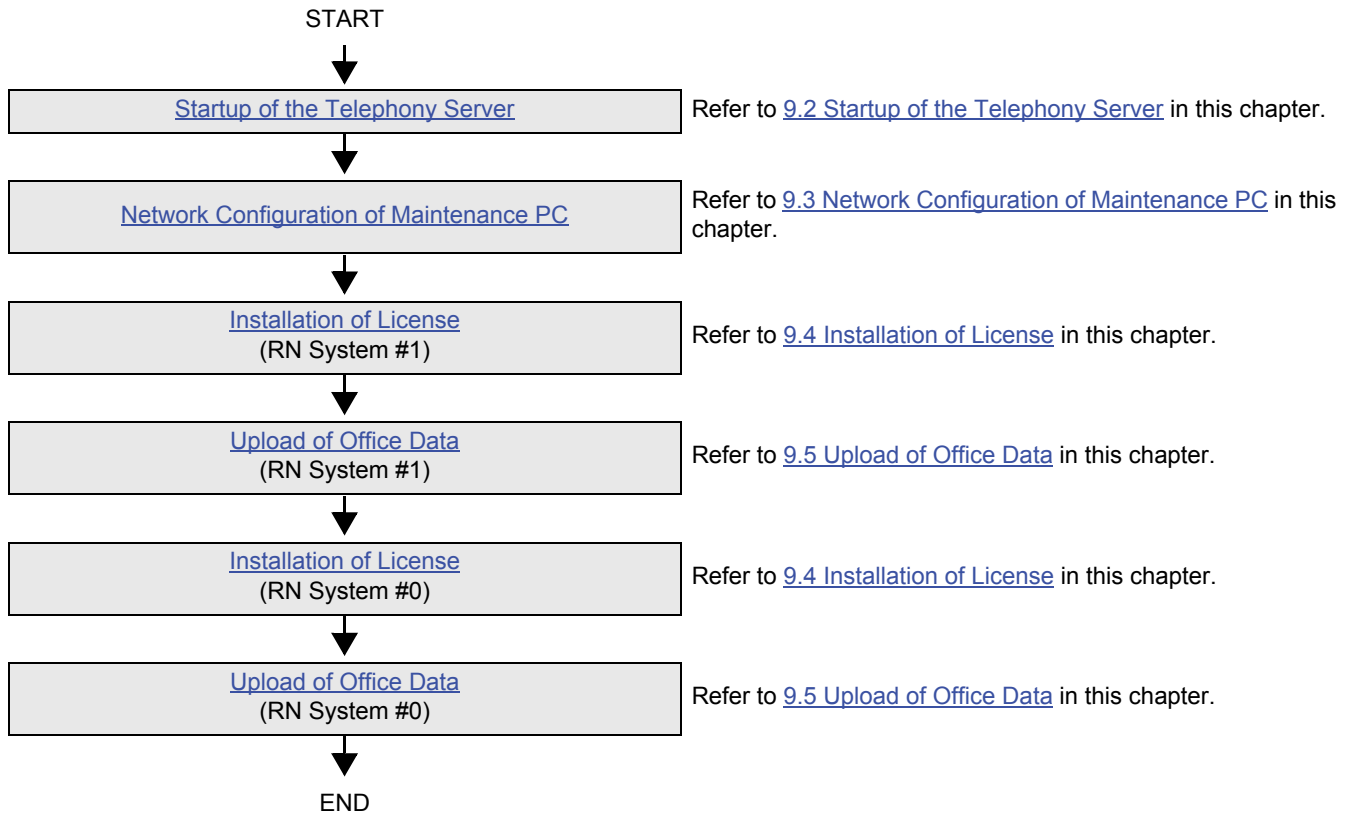 START
Startup of the Telephony Server
Refer to 9.2 Startup of the Telephony Server in this chapter.
Network Configuration of Maintenance PC
Refer to 9.3 Network Configuration of Maintenance PC in this
chapter.
Installation of License
(RN System #1)
Refer to 9.4 Installation of License in this chapter.
Upload of Office Data
(RN System #1)
Refer to 9.5 Upload of Office Data in this chapter.
Installation of License
(RN System #0)
Refer to 9.4 Installation of License in this chapter.
Upload of Office Data
(RN System #0)
Refer to 9.5 Upload of Office Data in this chapter.
END